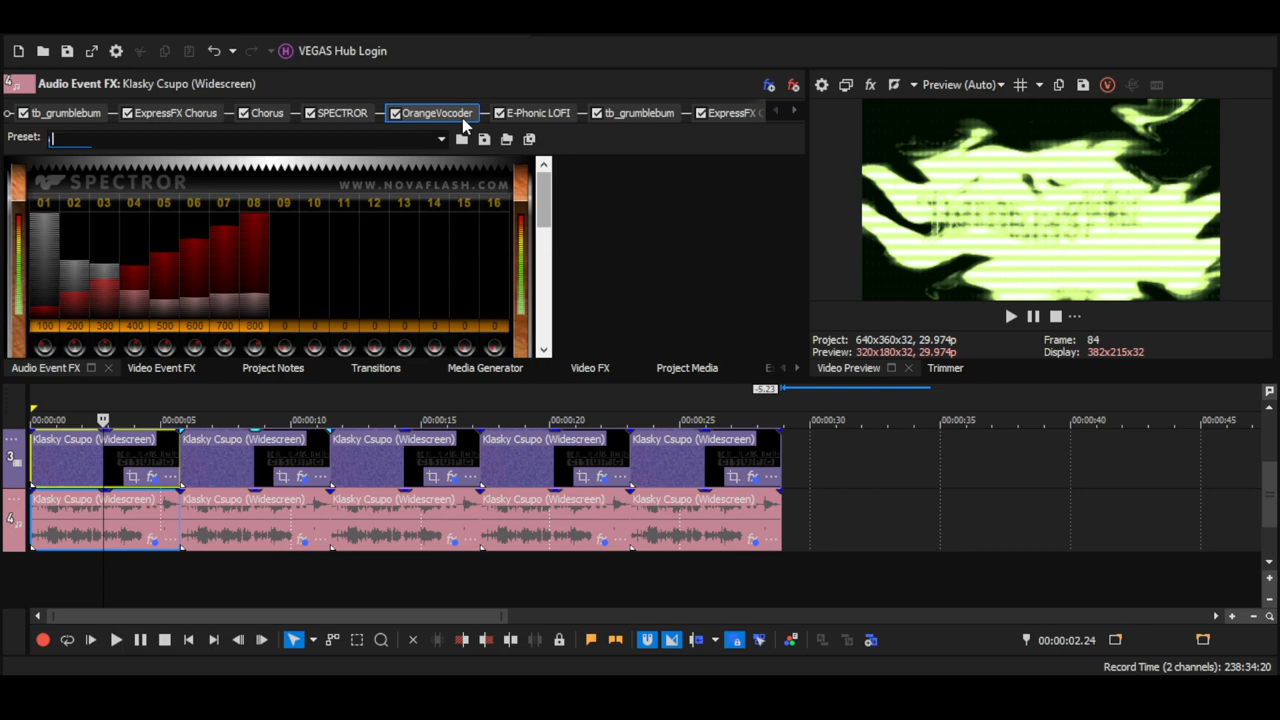 VEGAS Hub Login
4 Audio Event FX: Klasky Csupo (Widescreen)
tb_grumblebum ExpressFX Chorus Chorus SPECTROR OrangeVocoder E-Phonic LOFI tb_grumblebum ExpressFX C
Preview (Auto)
Preset:
SPECTROR WWW.NOVAFLASH.COM
01 02 03 04 05 06 07 08 09 10 11 12 13 14 15 16
100 200 300 400 500 600 700 800 0 0 0 0 0 0 0 0
Project: 640x360x32, 29.974p Frame: 84
Preview: 320x180x32, 29.974p Display: 382x215x32
Audio Event FX Video Event FX Project Notes Transitions Media Generator Video FX Project Media Video Preview Trimmer
-5.23
00:00:00 00:00:05 00:00:10 00:00:15 00:00:20 00:00:25 00:00:30 00:00:35 00:00:40 00:00:45
3 Klasky Csupo (Widescreen) Klasky Csupo (Widescreen) Klasky Csupo (Widescreen) Klasky Csupo (Widescreen) Klasky Csupo (Widescreen)
4 Klasky Csupo (Widescreen) Klasky Csupo (Widescreen) Klasky Csupo (Widescreen) Klasky Csupo (Widescreen) Klasky Csupo (Widescreen)
00:00:02.24
Record Time (2 channels): 238:34:20